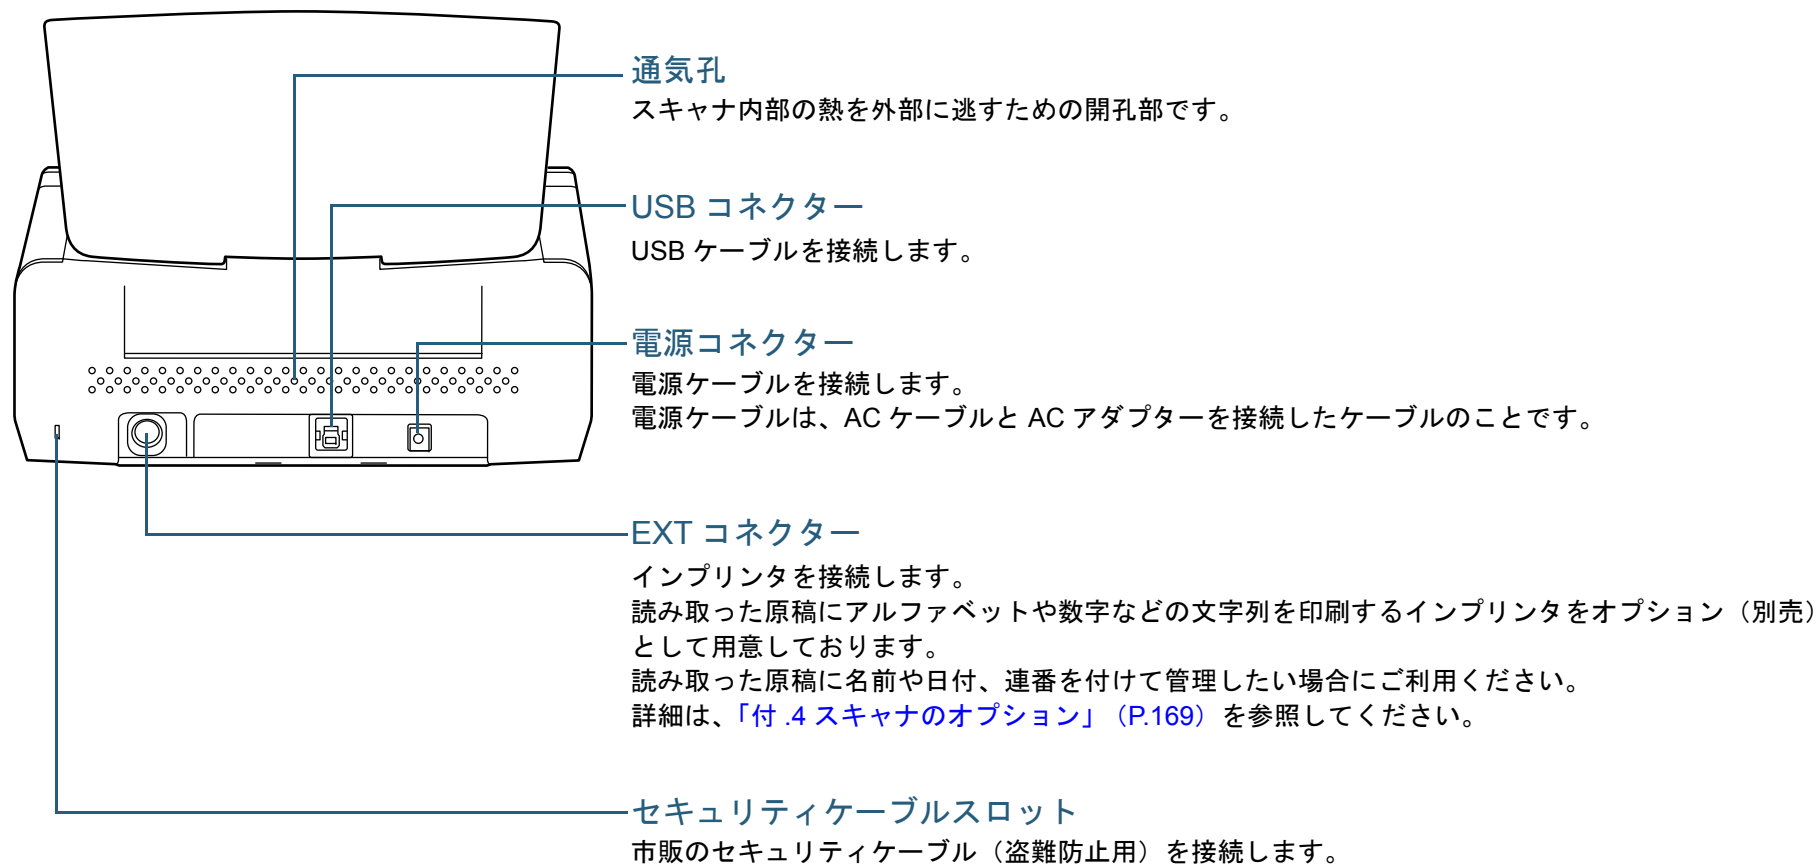 通気孔
スキャナ内部の熱を外部に逃すための開孔部です。
USB コネクター
USB ケーブルを接続します。
電源コネクター
電源ケーブルを接続します。
電源ケーブルは、AC ケーブルと AC アダプターを接続したケーブルのことです。
EXT コネクター
インプリンタを接続します。
読み取った原稿にアルファベットや数字などの文字列を印刷するインプリンタをオプション（別売）
として用意しております。
読み取った原稿に名前や日付、連番を付けて管理したい場合にご利用ください。
詳細は、「付 .4 スキャナのオプション」（P.169）を参照してください。
セキュリティケーブルスロット
市販のセキュリティケーブル（盗難防止用）を接続します。